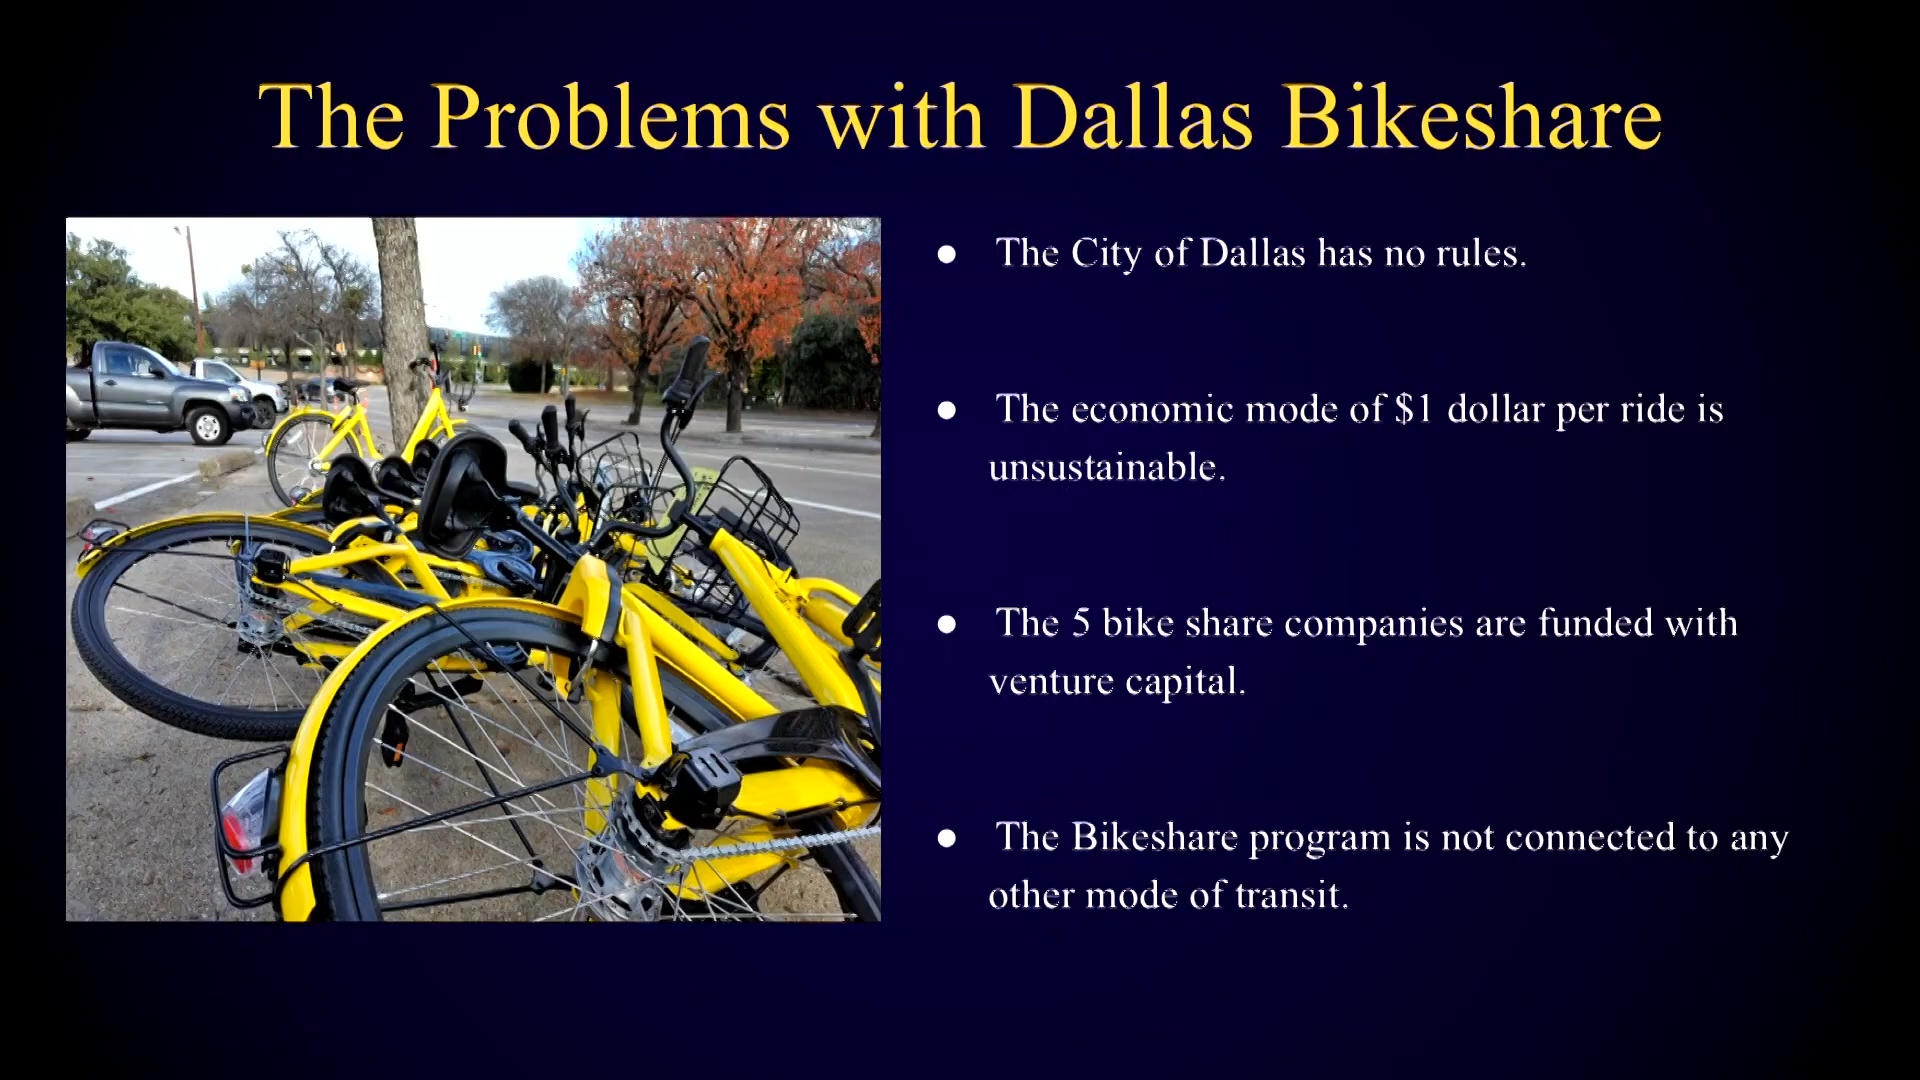 The Problems with Dallas Bikeshare
● The City of Dallas has no rules.
● The economic mode of $1 dollar per ride is
unsustainable.
● The 5 bike share companies are funded with
venture capital.
● The Bikeshare program is not connected to any
other mode of transit.